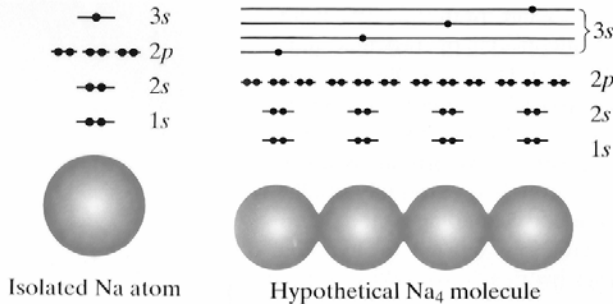 3s
2p
2s
1s
Isolated Na atom
3s
2p
2s
1s
Hypothetical Na₄ molecule